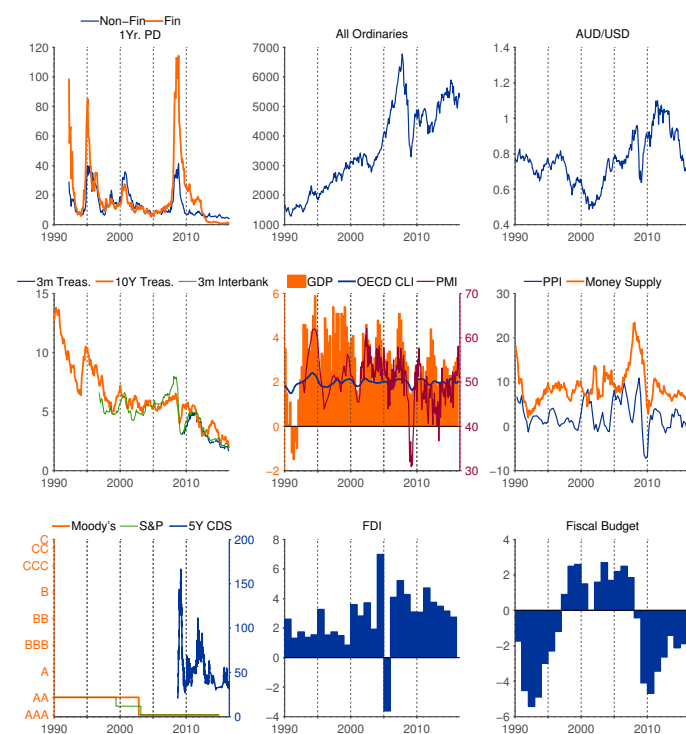 Non−Fin Fin
1Yr. PD
All Ordinaries
AUD/USD
120
100
80
60
40
20
0
1990 2000 2010
7000
6000
5000
4000
3000
2000
1000
1990 2000 2010
1.4
1.2
1
0.8
0.6
0.4
1990 2000 2010
3m Treas. 10Y Treas. 3m Interbank
GDP OECD CLI PMI
PPI Money Supply
15
10
5
0
1990 2000 2010
6
4
2
0
−2
70
60
50
40
30
1990 2000 2010
30
20
10
0
−10
1990 2000 2010
Moody's S&P 5Y CDS
FDI
Fiscal Budget
C
CC
CCC
B
BB
BBB
A
AA
AAA
200
150
100
50
0
1990 2000 2010
8
6
4
2
0
−2
−4
1990 2000 2010
4
2
0
−2
−4
−6
1990 2000 2010